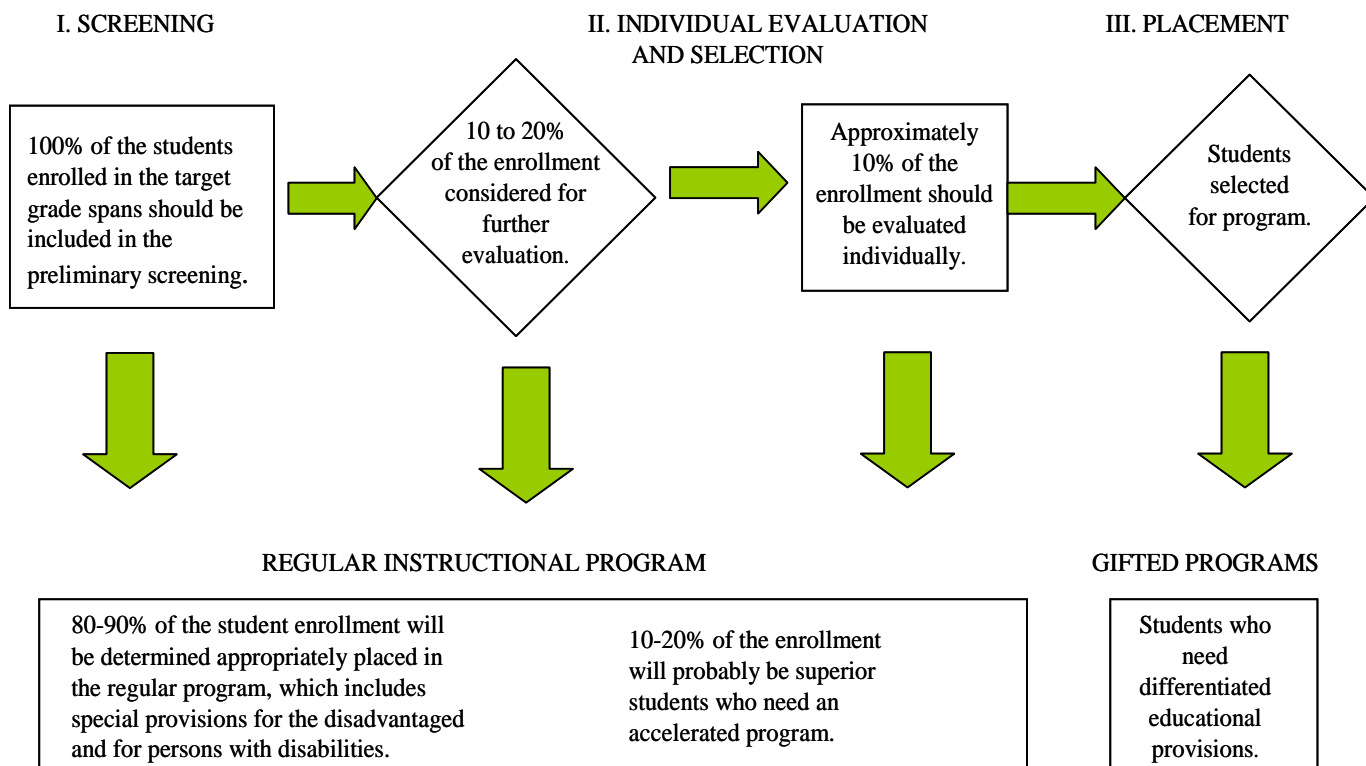 I. SCREENING
II. INDIVIDUAL EVALUATION
AND SELECTION
III. PLACEMENT
100% of the students
enrolled in the target
grade spans should be
included in the
preliminary screening.
10 to 20%
of the enrollment
considered for
further
evaluation.
Approximately
10% of the
enrollment should
be evaluated
individually.
Students
selected
for program.
REGULAR INSTRUCTIONAL PROGRAM
80-90% of the student enrollment will
be determined appropriately placed in
the regular program, which includes
special provisions for the disadvantaged
and for persons with disabilities.
10-20% of the enrollment
will probably be superior
students who need an
accelerated program.
GIFTED PROGRAMS
Students who
need
differentiated
educational
provisions.